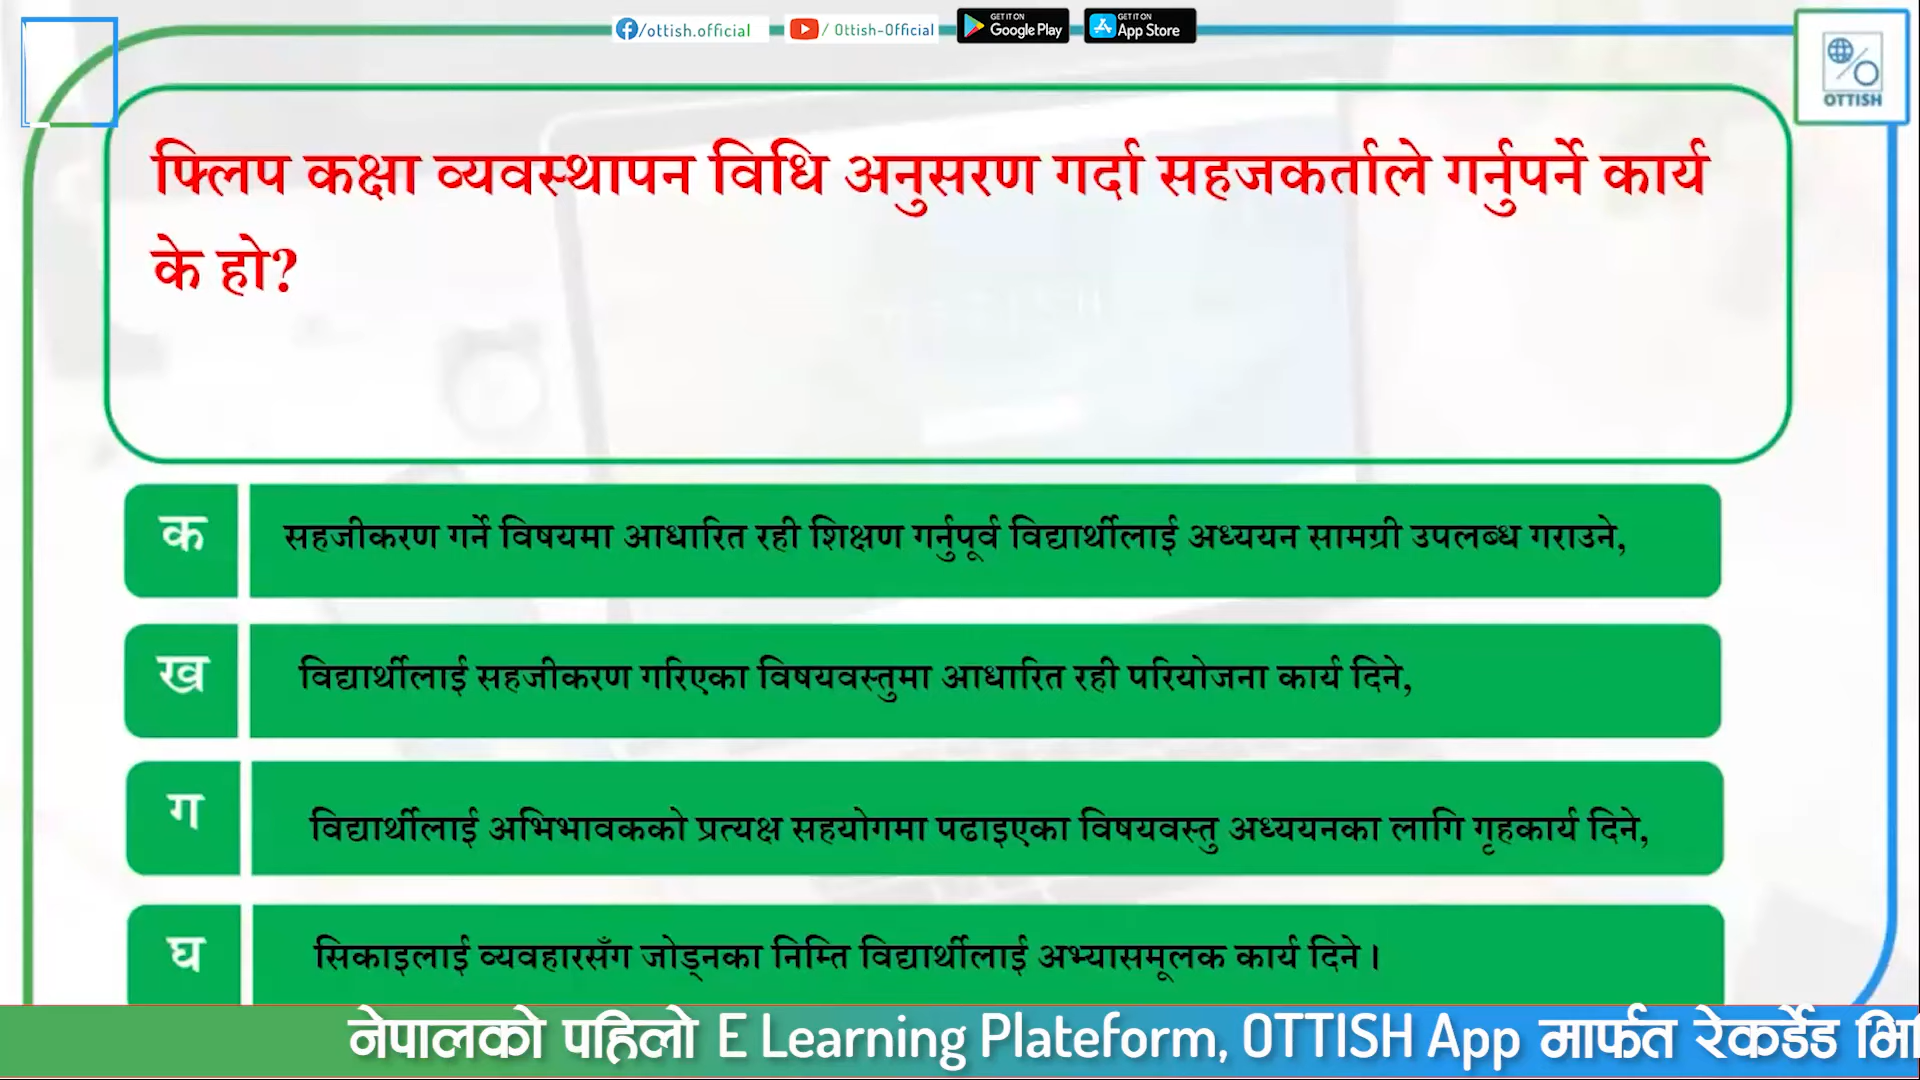 /ottish.official
/ Ottish-Official
GET IT ON
Google Play
GET IT ON
App Store
OTTISH
फ्लिप कक्षा व्यवस्थापन विधि अनुसरण गर्दा सहजकर्ताले गर्नुपर्ने कार्य
के हो?
क सहजीकरण गर्ने विषयमा आधारित रही शिक्षण गर्नुपूर्व विद्यार्थीलाई अध्ययन सामग्री उपलब्ध गराउने,
ख विद्यार्थीलाई सहजीकरण गरिएका विषयवस्तुमा आधारित रही परियोजना कार्य दिने,
ग विद्यार्थीलाई अभिभावकको प्रत्यक्ष सहयोगमा पढाइएका विषयवस्तु अध्ययनका लागि गृहकार्य दिने,
घ सिकाइलाई व्यवहारसँग जोड्नका निम्ति विद्यार्थीलाई अभ्यासमूलक कार्य दिने ।
नेपालको पहिलो E Learning Plateform, OTTISH App मार्फत रेकर्डेड